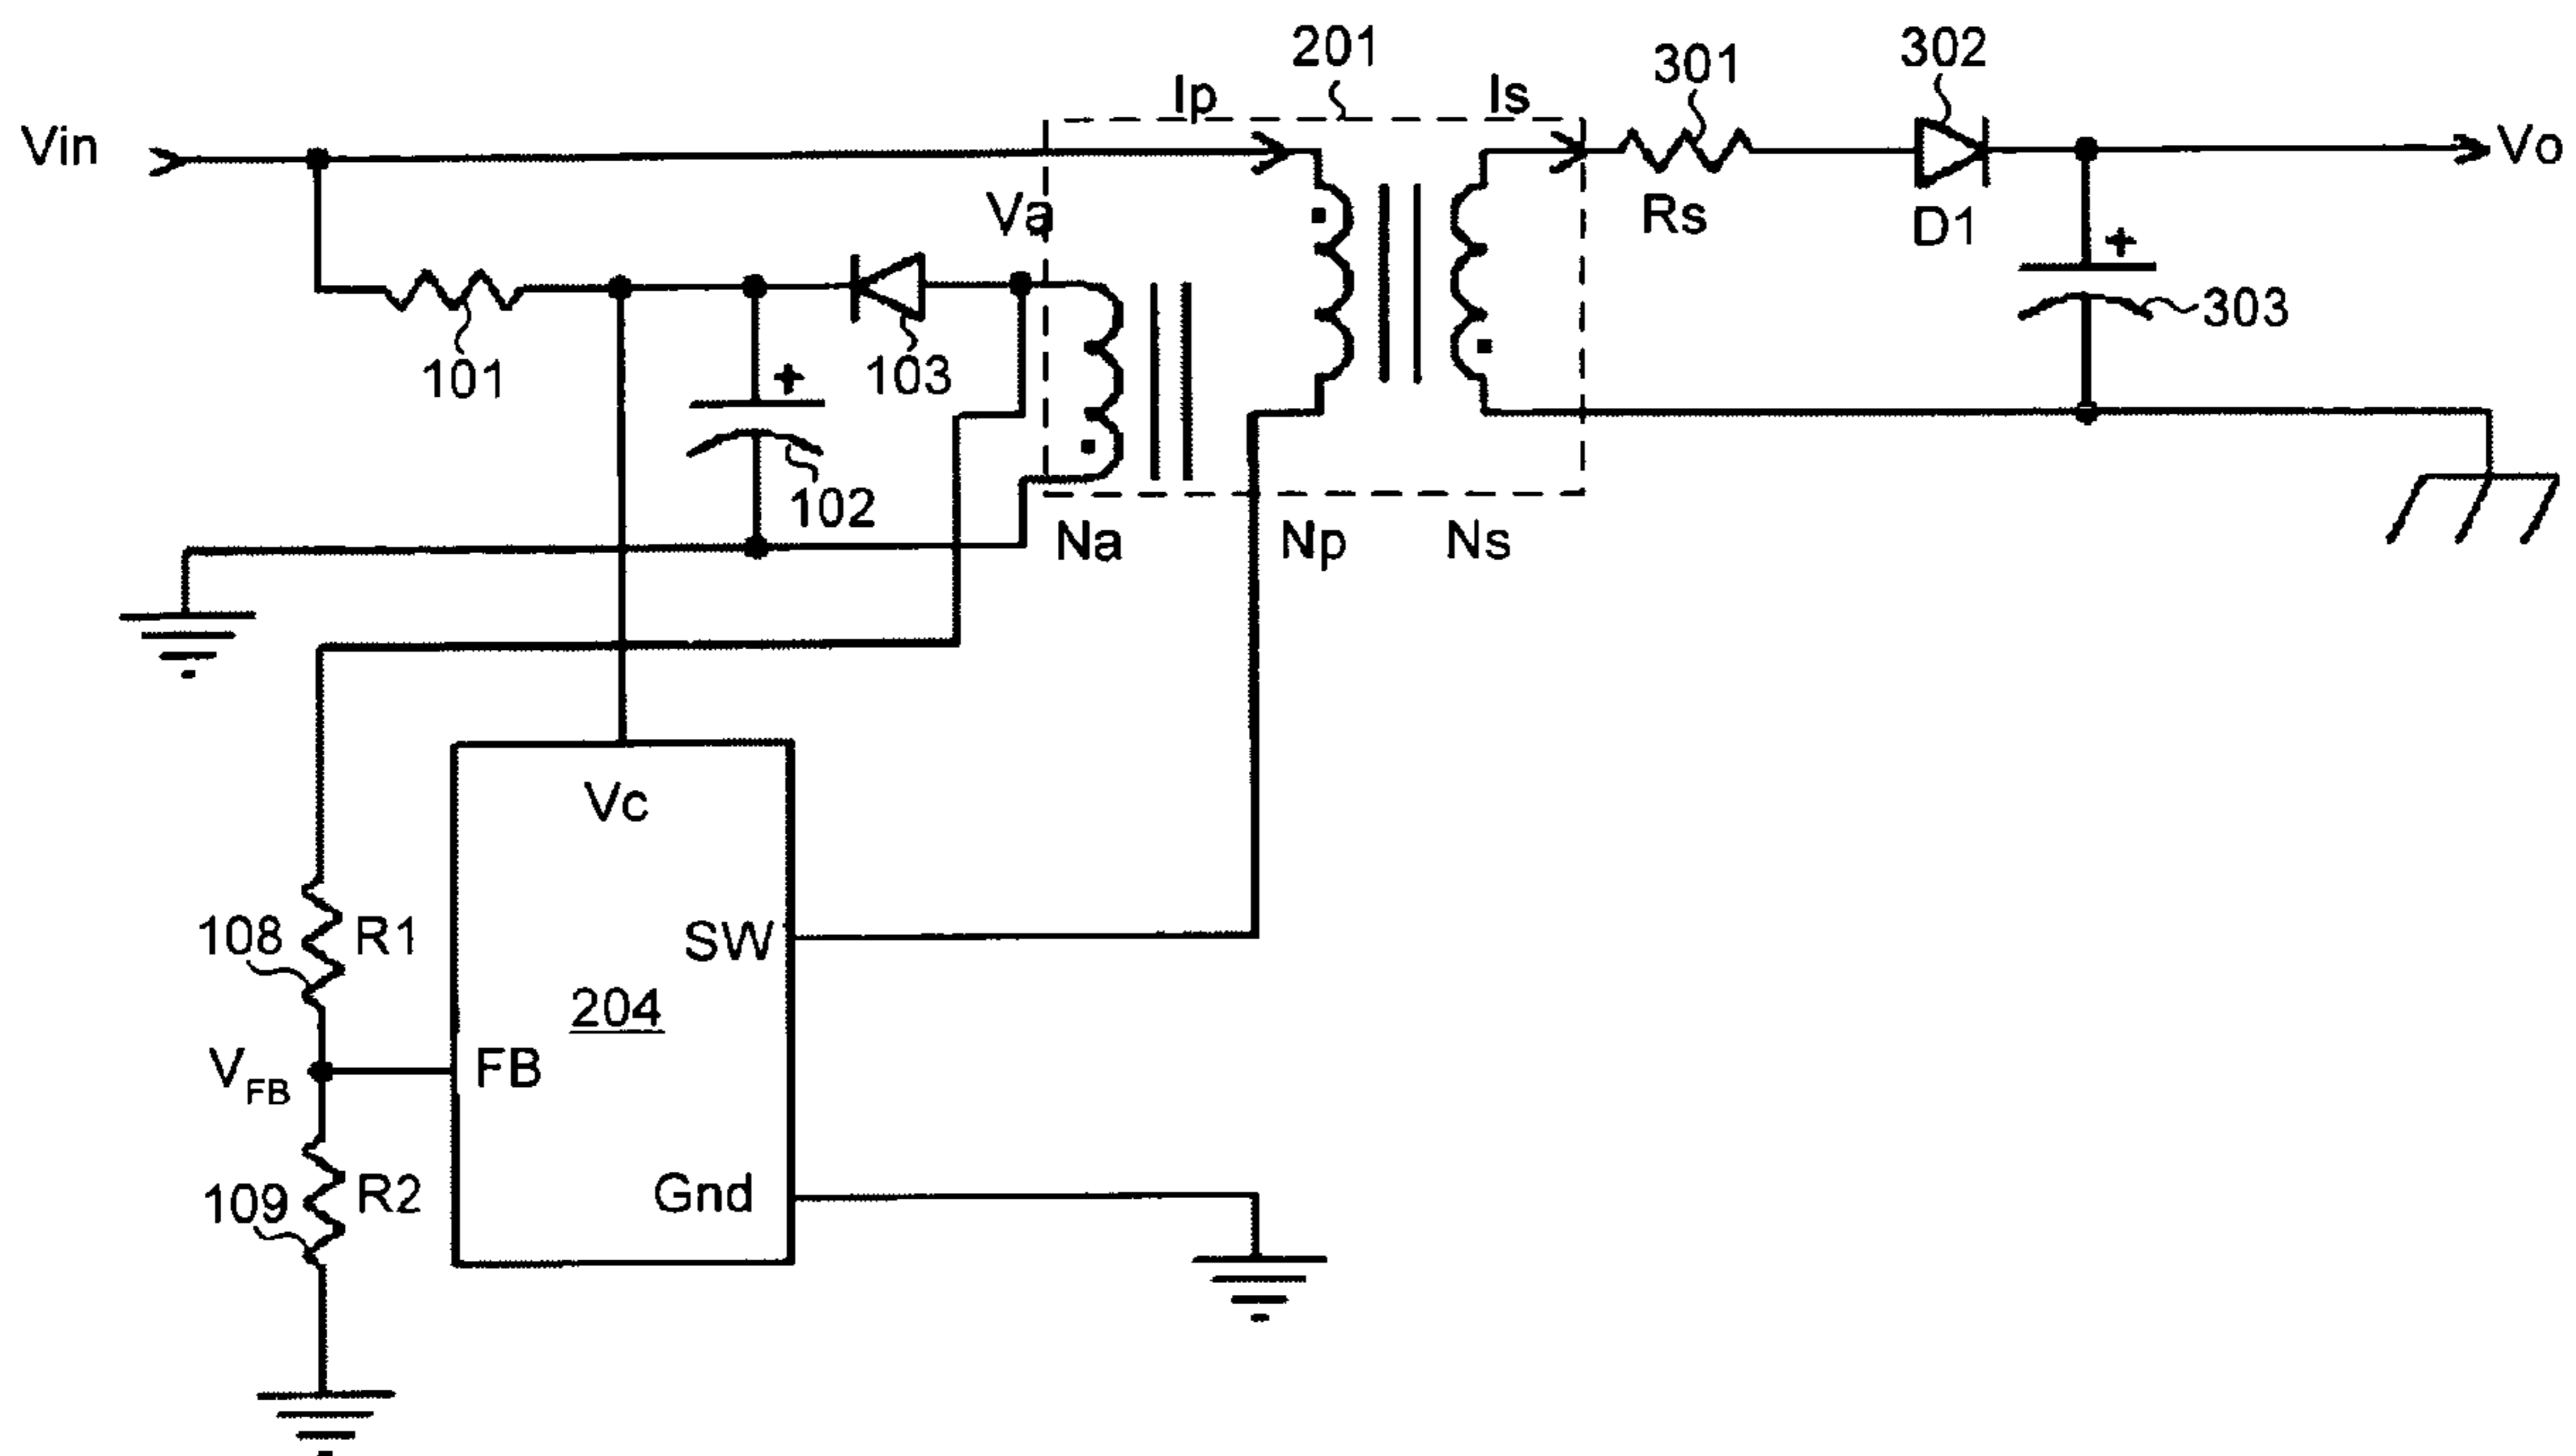 201
302
301
Ip
Is
Vin
Vo
Va
Rs
D1
+
303
101
+
103
102
Na
Np
Ns
Vc
108
R1
SW
204
VFB
FB
109
R2
Gnd